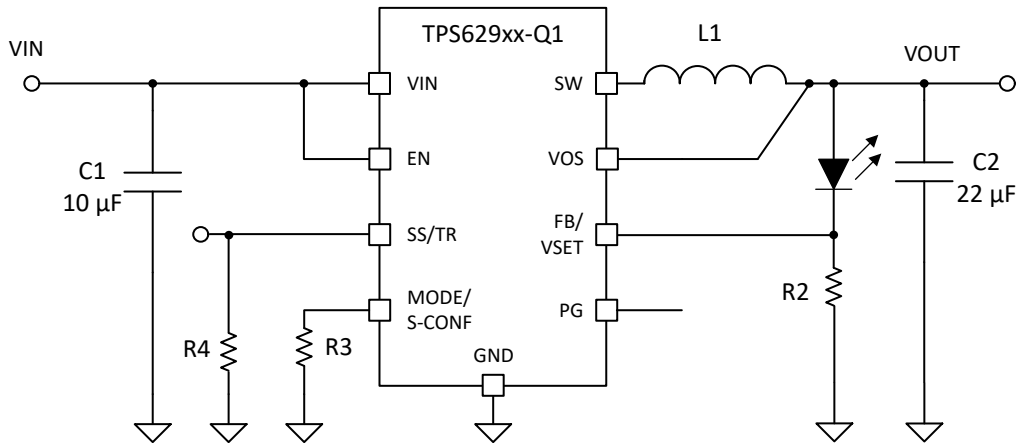 TPS629xx-Q1
L1
VIN
VOUT
VIN
SW
EN
VOS
C1
10 µF
C2
22 µF
SS/TR
FB/
VSET
R2
MODE/
S-CONF
PG
R4
R3
GND